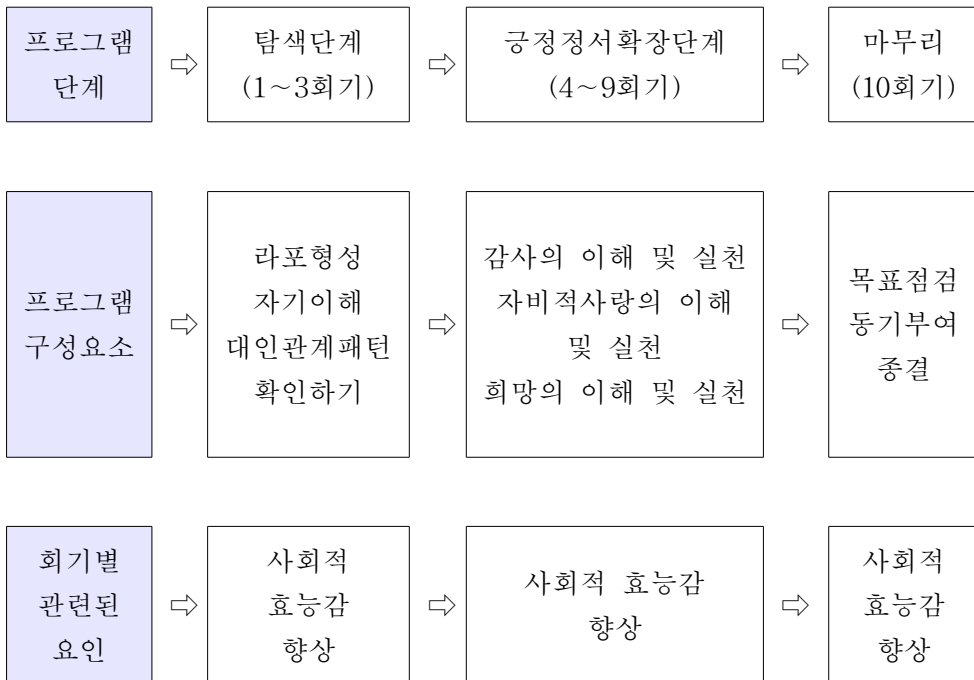 프로그램
단계
⇨
탐색단계
(1~3회기)
⇨
긍정정서확장단계
(4~9회기)
⇨
마무리
(10회기)
프로그램
구성요소
⇨
라포형성
자기이해
대인관계패턴
확인하기
⇨
감사의 이해 및 실천
자비적사랑의 이해
및 실천
희망의 이해 및 실천
⇨
목표점검
동기부여
종결
회기별
관련된
요인
⇨
사회적
효능감
향상
⇨
사회적 효능감
향상
⇨
사회적
효능감
향상